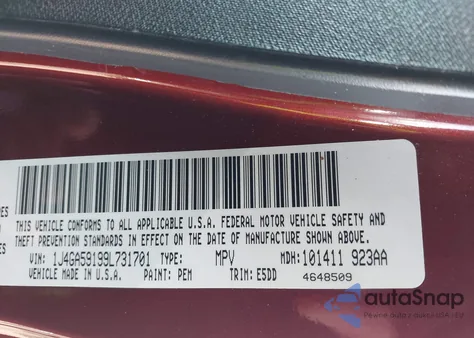 RES
D
THIS VEHICLE CONFORMS TO ALL APPLICABLE U.S.A. FEDERAL MOTOR VEHICLE SAFETY AND
THEFT PREVENTION STANDARDS IN EFFECT ON THE DATE OF MANUFACTURE SHOWN ABOVE.
VIN: 1J4GA59199L731701 TYPE: MPV MDH: 101411 923AA
VEHICLE MADE IN U.S.A. PAINT: PEM TRIM: E5DD 4648509
autoSnap